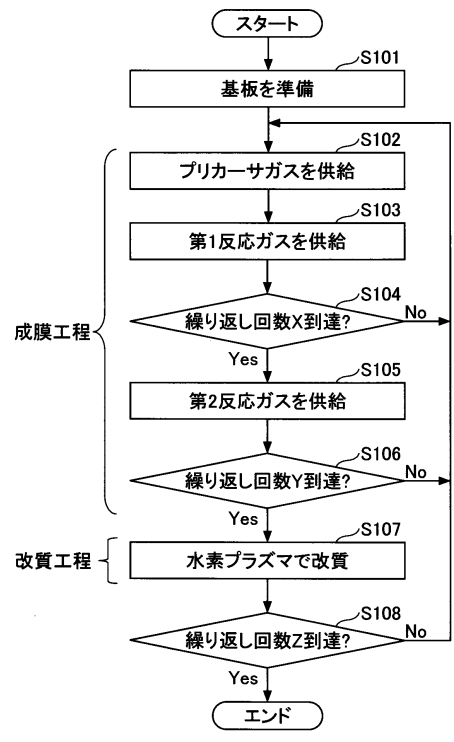 スタート
S101
基板を準備
S102
プリカーサガスを供給
S103
第1反応ガスを供給
S104
繰り返し回数X到達?
No
Yes
成膜工程
S105
第2反応ガスを供給
S106
繰り返し回数Y到達?
No
Yes
S107
改質工程
水素プラズマで改質
S108
繰り返し回数Z到達?
No
Yes
エンド